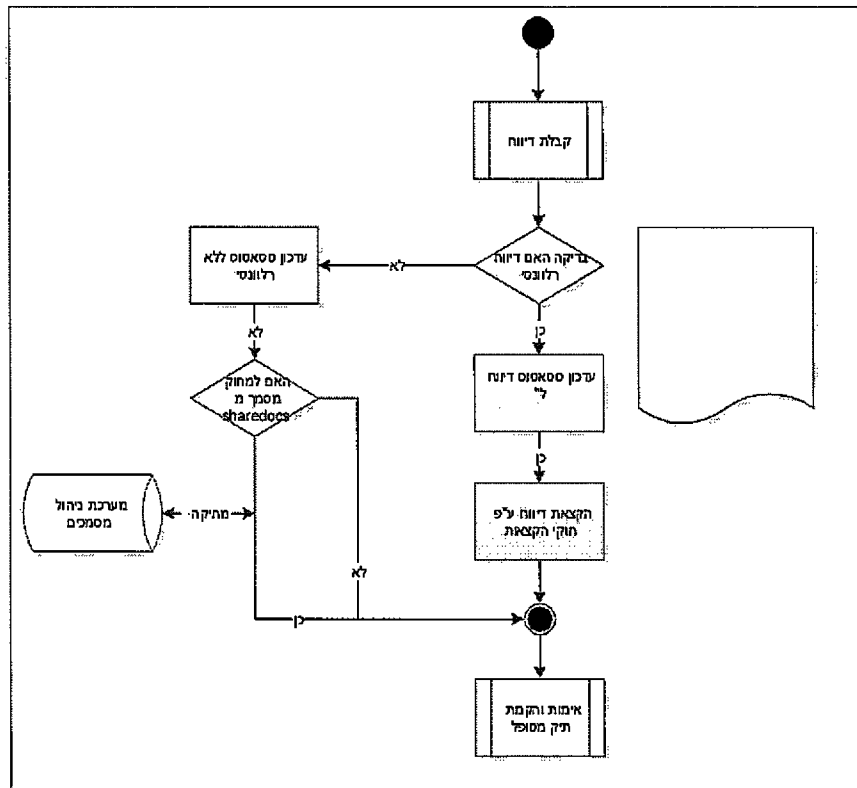 קבלת דיווח
בדיקה האם דיווח
רלוונטי
לא
עדכון סטאטוס ללא
רלוונטי
לא
כן
האם למחוק
מסמך מ
sharedocs
עדכון סטאטוס דיווח
ל"
כן
הקצאת דיווח ע"פ
חוקי הקצאת
מערכת ניהול
מסמכים
מחיקה
לא
כן
אימות והקמת
תיק מטופל